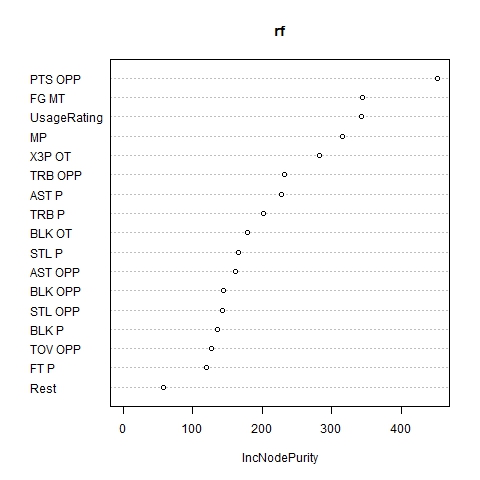 rf
PTS OPP
FG MT
UsageRating
MP
X3P OT
TRB OPP
AST P
TRB P
BLK OT
STL P
AST OPP
BLK OPP
STL OPP
BLK P
TOV OPP
FT P
Rest
0 100 200 300 400
IncNodePurity